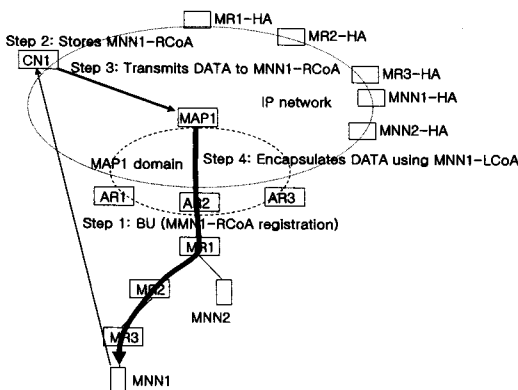 MR1-HA
Step 2: Stores MNN1-RCoA
MR2-HA
CN1
Step 3: Transmits DATA to MNN1-RCoA
MR3-HA
IP network
MNN1-HA
MAP1
MNN2-HA
MAP1 domain
Step 4: Encapsulates DATA using MNN1-LCoA
AR1
AR2
AR3
Step 1: BU (MMN1-RCoA registration)
MR1
MR2
MNN2
MR3
MNN1